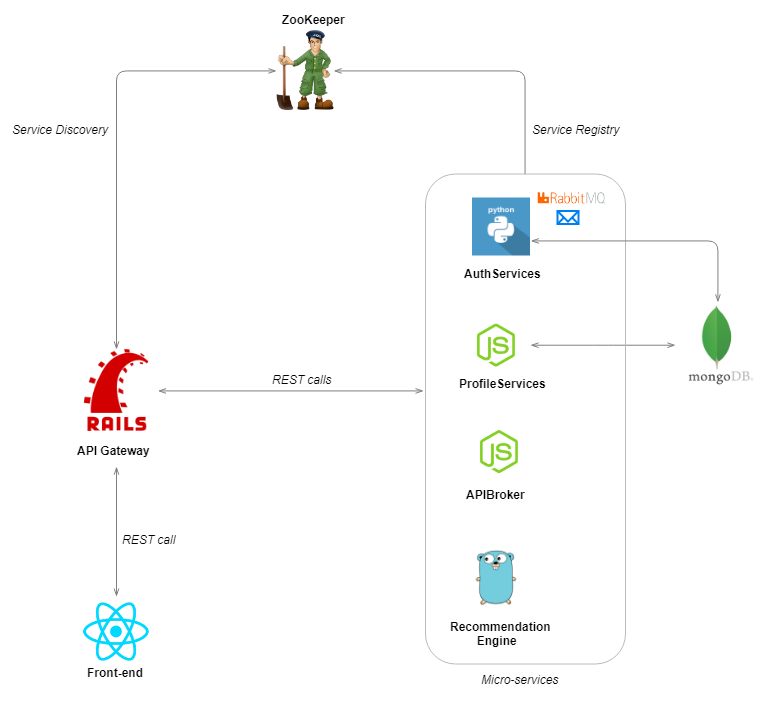 ZooKeeper
Service Discovery
Service Registry
RabbitMQ
python
AuthServices
JS
ProfileServices
mongoDB
REST calls
RAILS
API Gateway
JS
APIBroker
REST call
Recommendation
Engine
Front-end
Micro-services